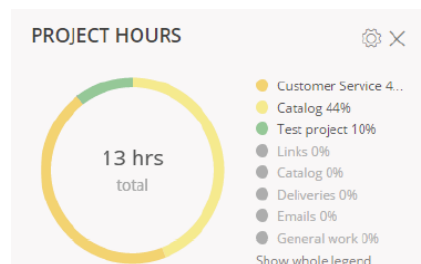 PROJECT HOURS
13 hrs
total
Customer Service 4...
Catalog 44%
Test project 10%
Links 0%
Catalog 0%
Deliveries 0%
Emails 0%
General work 0%
Show whole legend